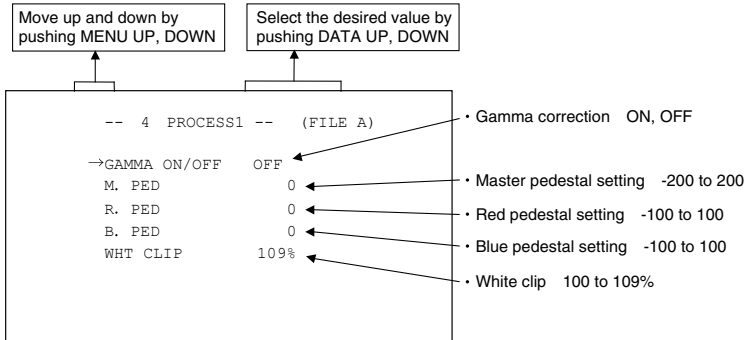 Move up and down by
pushing MENU UP, DOWN
Select the desired value by
pushing DATA UP, DOWN
-- 4 PROCESS1 -- (FILE A)
→GAMMA ON/OFF OFF
M. PED 0
R. PED 0
B. PED 0
WHT CLIP 109%
・Gamma correction ON, OFF
・Master pedestal setting -200 to 200
・Red pedestal setting -100 to 100
・Blue pedestal setting -100 to 100
・White clip 100 to 109%